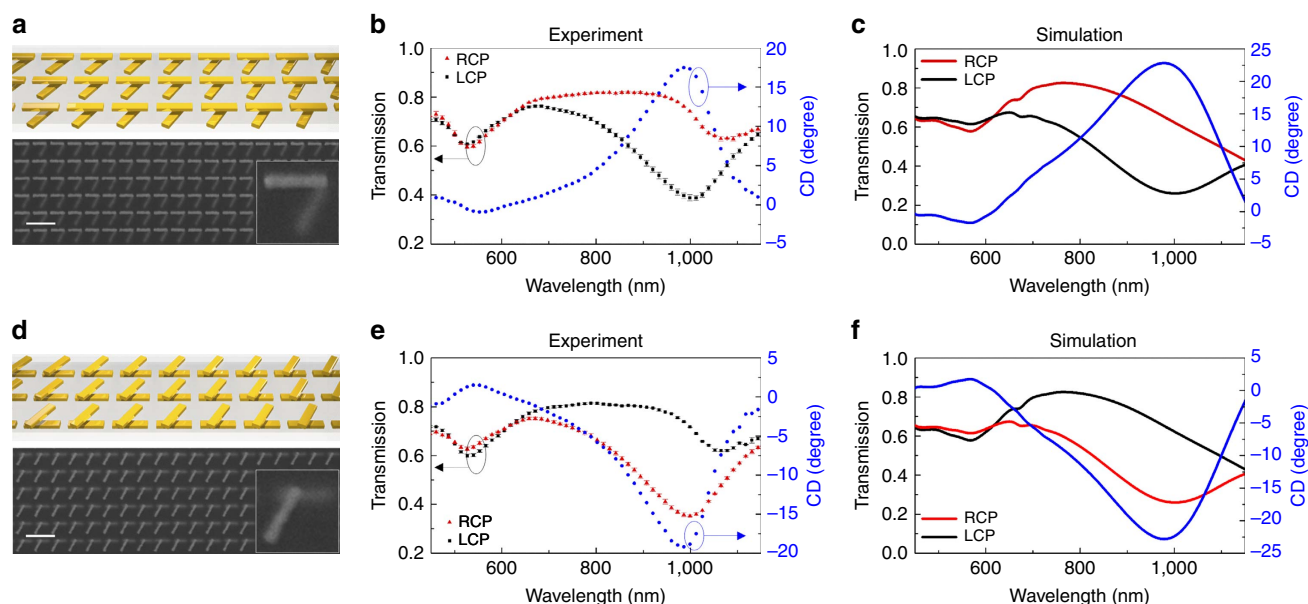 a
b
Experiment
RCP
LCP
Transmission
1.0
0.8
0.6
0.4
0.2
600
800
1,000
Wavelength (nm)
20
15
10
5
0
−5
CD (degree)
c
Simulation
RCP
LCP
Transmission
1.0
0.8
0.6
0.4
0.2
0.0
600
800
1,000
Wavelength (nm)
25
20
15
10
5
0
−5
CD (degree)
d
e
Experiment
RCP
LCP
Transmission
1.0
0.8
0.6
0.4
0.2
600
800
1,000
Wavelength (nm)
5
0
−5
−10
−15
−20
CD (degree)
f
Simulation
RCP
LCP
Transmission
1.0
0.8
0.6
0.4
0.2
0.0
600
800
1,000
Wavelength (nm)
5
0
−5
−10
−15
−20
−25
CD (degree)